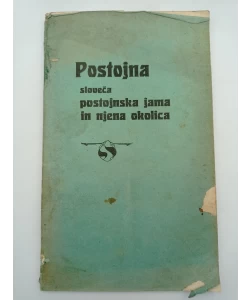 Postojna
sloveča
postojnska jama
in njena okolica